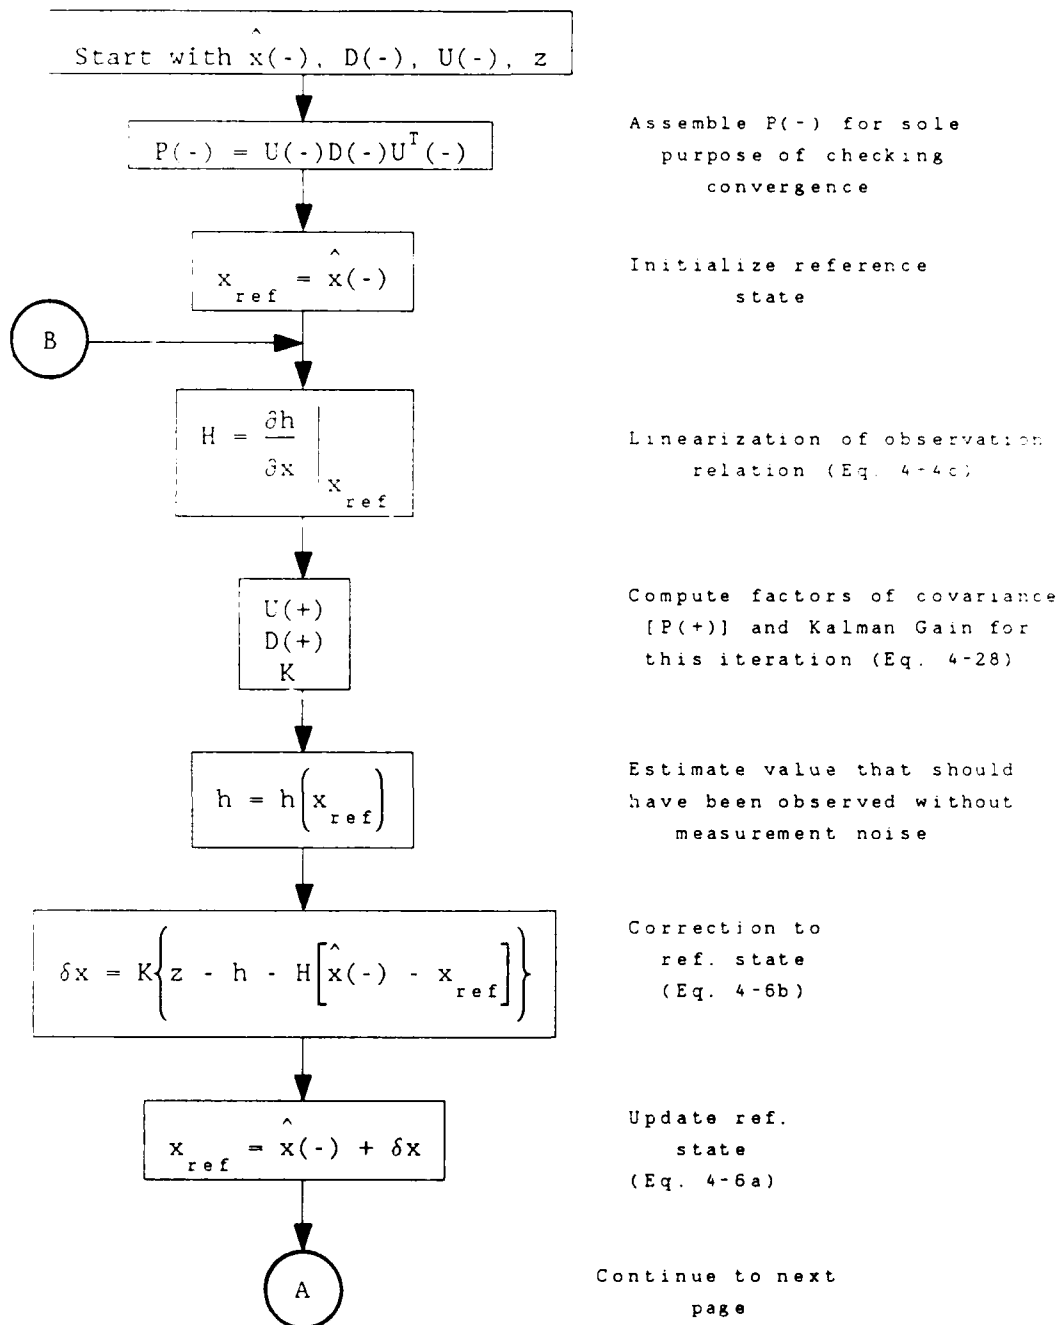 Start with x̂(-), D(-), U(-), z
P(-) = U(-)D(-)U^T(-)
Assemble P(-) for sole
purpose of checking
convergence
x_ref = x̂(-)
Initialize reference
state
B
H = ∂h/∂x |x_ref
Linearization of observation
relation (Eq. 4-4c)
U(+)
D(+)
K
Compute factors of covariance
[P(+)] and Kalman Gain for
this iteration (Eq. 4-28)
h = h(x_ref)
Estimate value that should
have been observed without
measurement noise
δx = K{z - h - H[x̂(-) - x_ref]}
Correction to
ref. state
(Eq. 4-6b)
x_ref = x̂(-) + δx
Update ref.
state
(Eq. 4-6a)
A
Continue to next
page